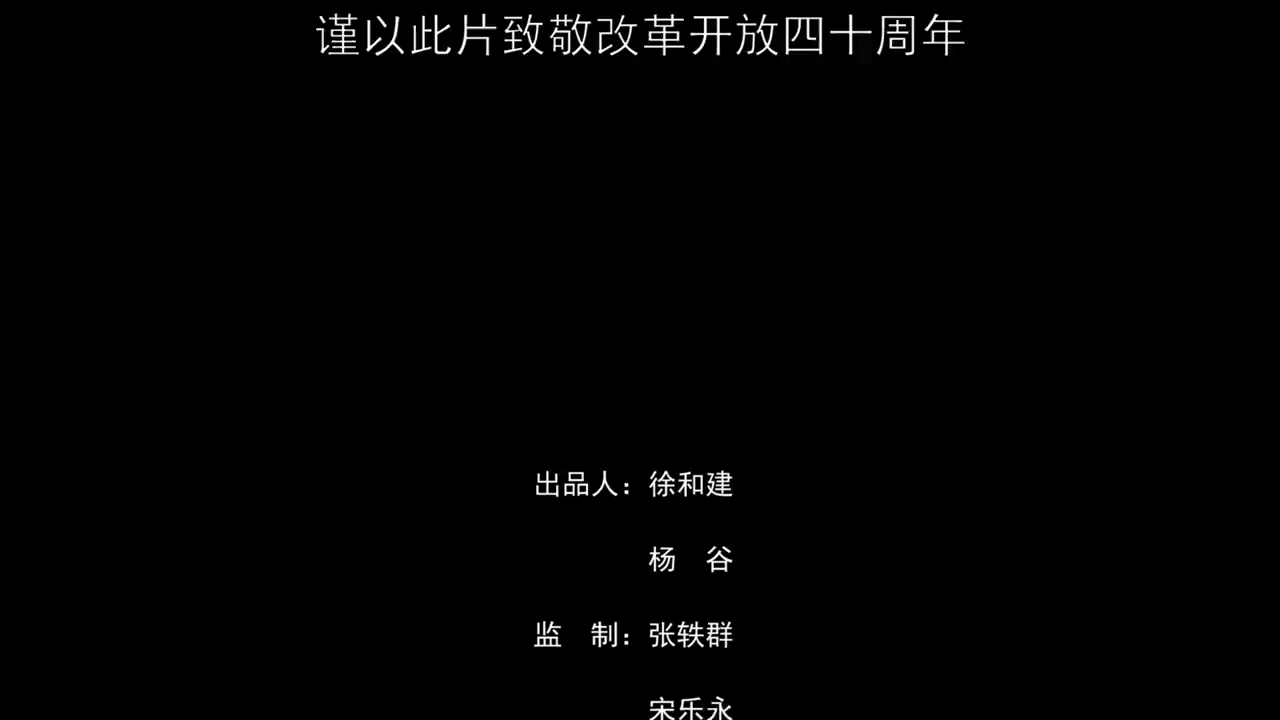 谨以此片致敬改革开放四十周年
出品人：徐和建
杨　谷
监　制：张轶群
宋乐永